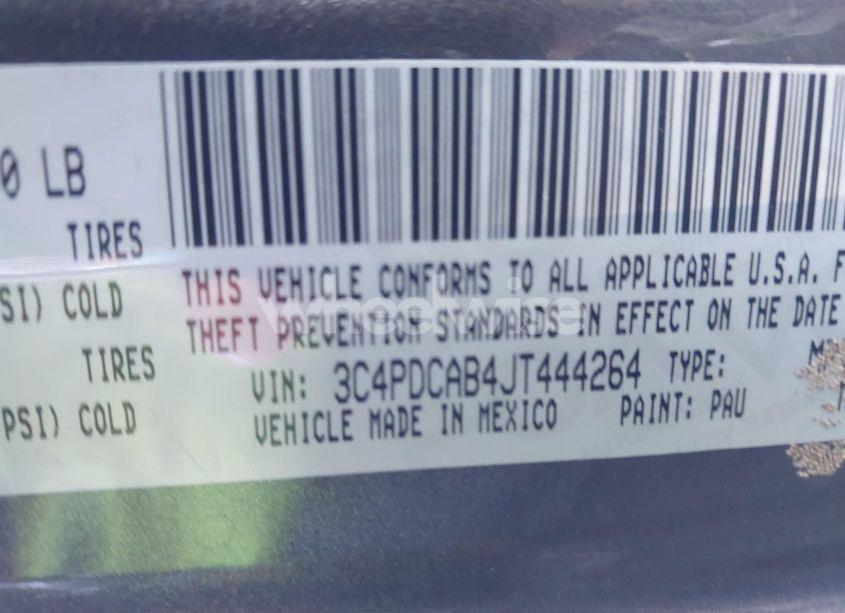 0 LB
TIRES
SI) COLD
TIRES
PSI) COLD
THIS VEHICLE CONFORMS TO ALL APPLICABLE U.S.A. F
THEFT PREVENTION STANDARDS IN EFFECT ON THE DATE
VIN: 3C4PDCAB4JT444264 TYPE: M
VEHICLE MADE IN MEXICO PAINT: PAU
wheelwise